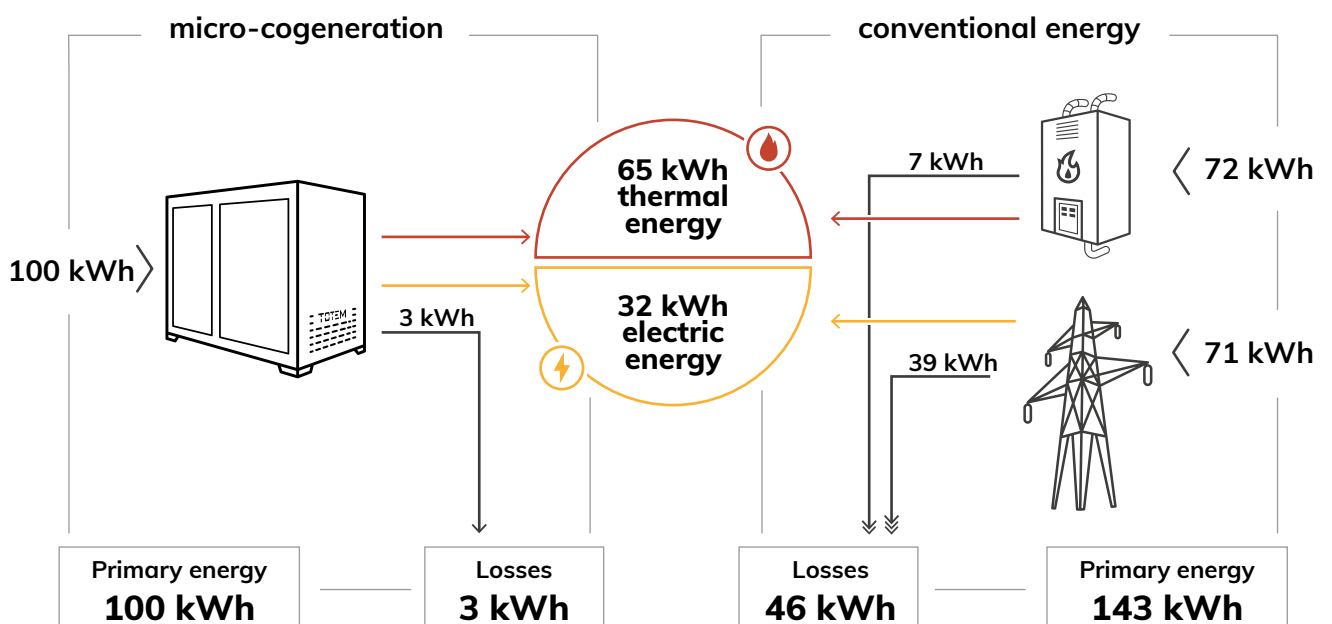 micro-cogeneration
conventional energy
100 kWh
TOTEM
3 kWh
65 kWh
thermal
energy
32 kWh
electric
energy
7 kWh
72 kWh
39 kWh
71 kWh
Primary energy
100 kWh
Losses
3 kWh
Losses
46 kWh
Primary energy
143 kWh